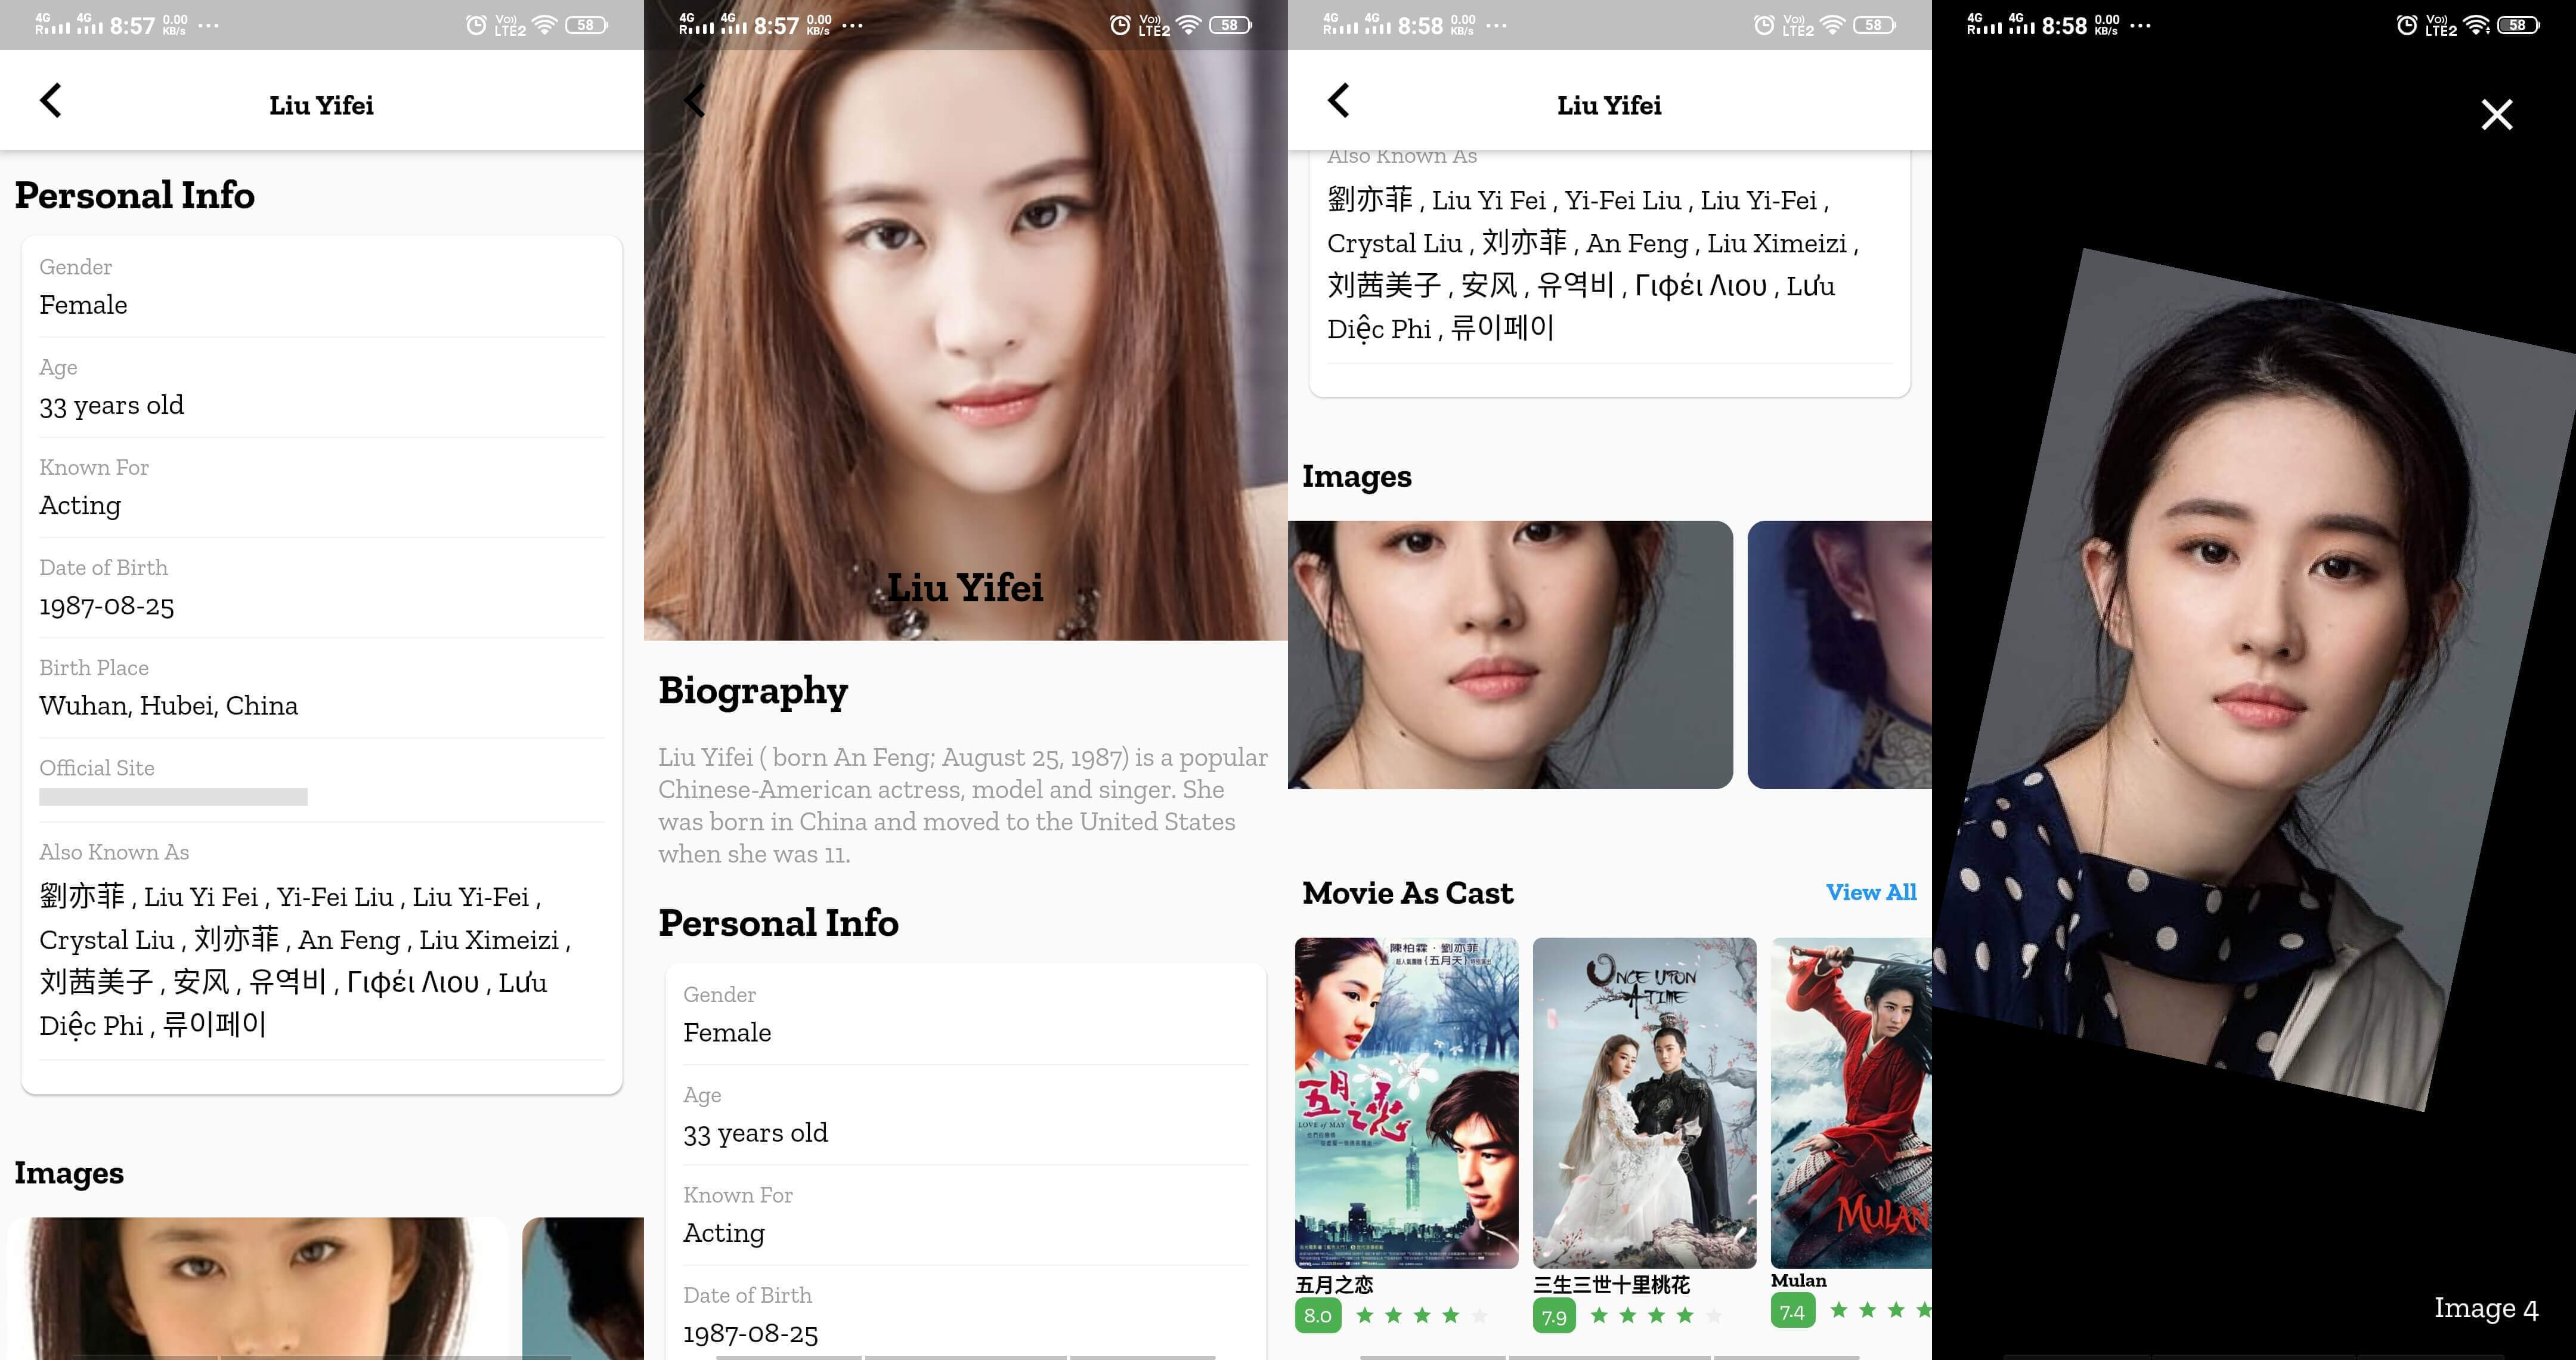 4G 4G 8:57 0.00 KB/s ... Vo)) LTE2 58
R
Liu Yifei
Personal Info
Gender
Female
Age
33 years old
Known For
Acting
Date of Birth
1987-08-25
Birth Place
Wuhan, Hubei, China
Official Site
Also Known As
劉亦菲 , Liu Yi Fei , Yi-Fei Liu , Liu Yi-Fei ,
Crystal Liu , 刘亦菲 , An Feng , Liu Ximeizi ,
刘茜美子 , 安风 , 유역비 , Γιφέι Λιου , Lưu
Diệc Phi , 류이페이
Images
4G 4G 8:57 0.00 KB/s ... Vo)) LTE2 58
R
Liu Yifei
Biography
Liu Yifei ( born An Feng; August 25, 1987) is a popular
Chinese-American actress, model and singer. She
was born in China and moved to the United States
when she was 11.
Personal Info
Gender
Female
Age
33 years old
Known For
Acting
Date of Birth
1987-08-25
4G 4G 8:58 0.00 KB/s ... Vo)) LTE2 58
R
Liu Yifei
Also Known As
劉亦菲 , Liu Yi Fei , Yi-Fei Liu , Liu Yi-Fei ,
Crystal Liu , 刘亦菲 , An Feng , Liu Ximeizi ,
刘茜美子 , 安风 , 유역비 , Γιφέι Λιου , Lưu
Diệc Phi , 류이페이
Images
Movie As Cast View All
陳柏霖·劉亦菲
{五月天}
五月之恋
LOVE of MAY
ONCE UPON
A TIME
MULAN
五月之恋
8.0
三生三世十里桃花
7.9
Mulan
7.4
4G 4G 8:58 0.00 KB/s ... Vo)) LTE2 58
R
Image 4